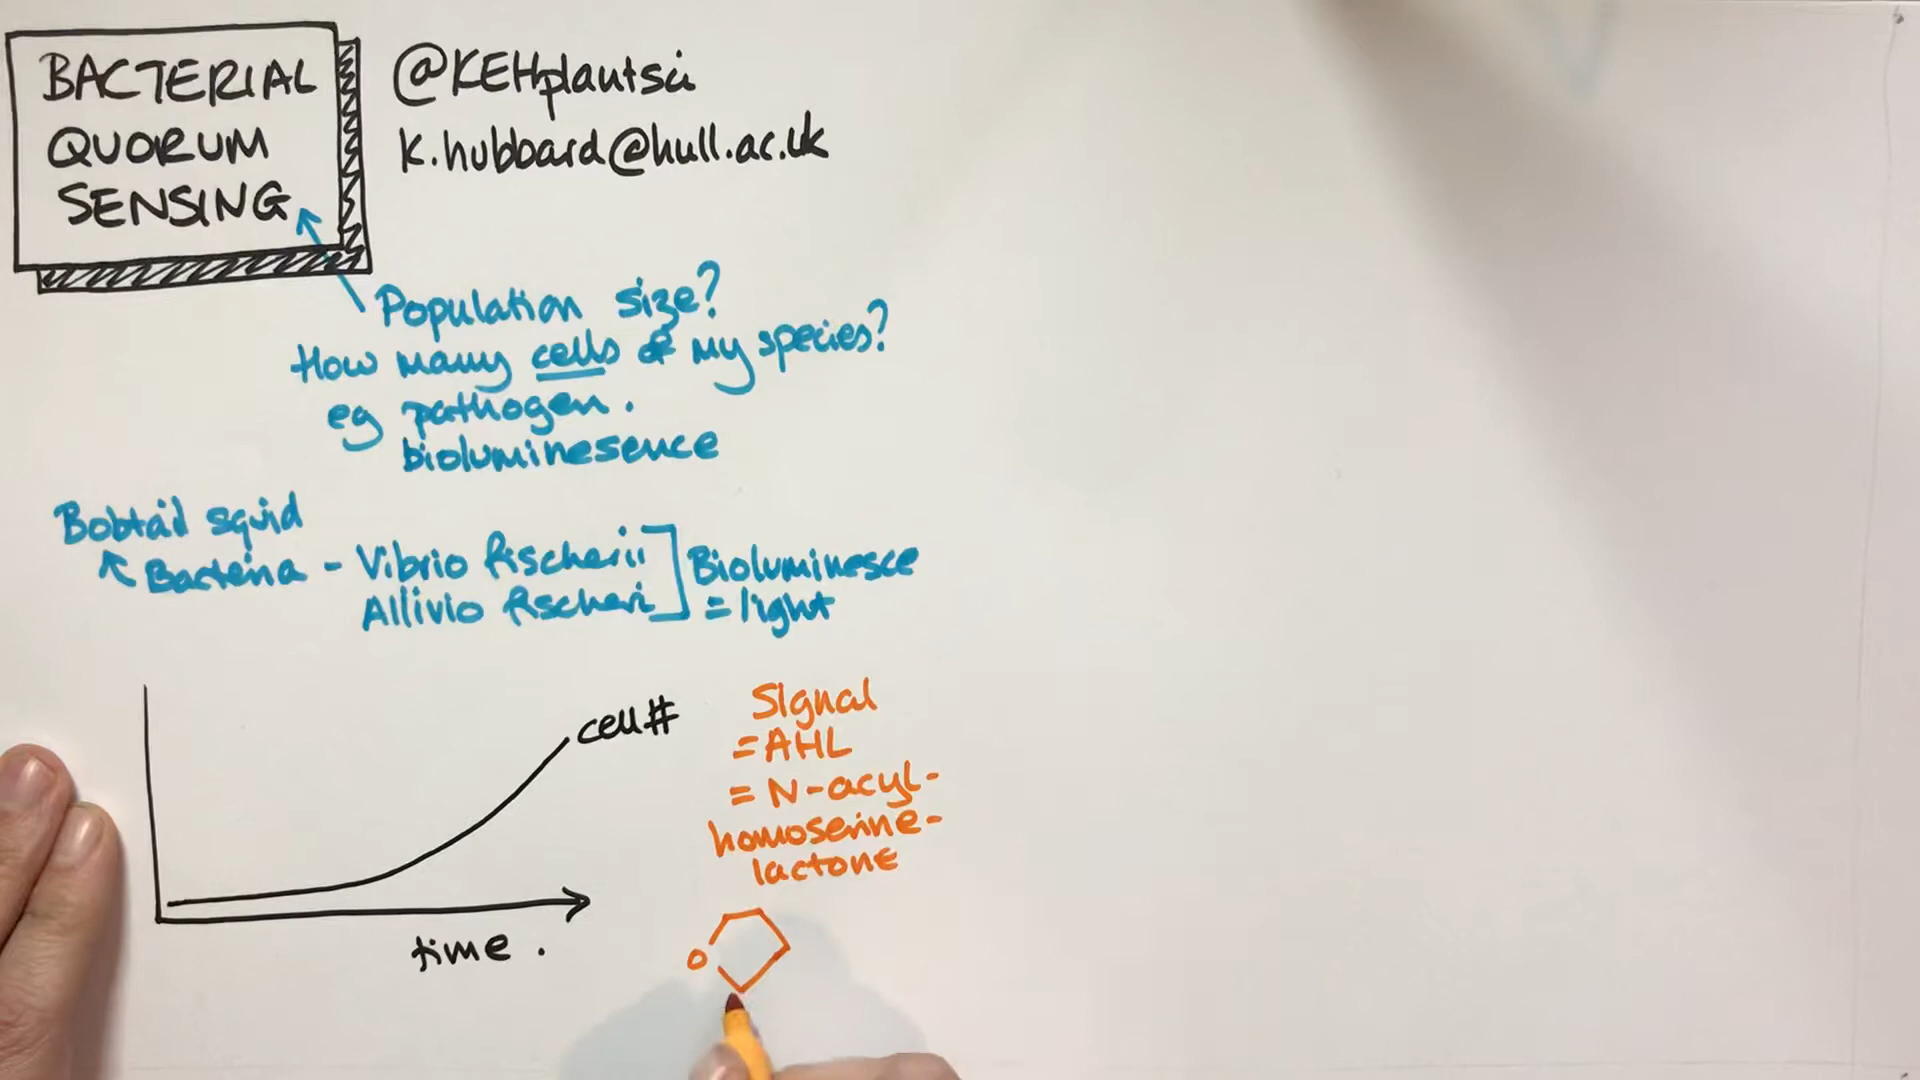 BACTERIAL
QUORUM
SENSING
@KEHplantsci
k.hubbard@hull.ac.uk
Population size?
How many cells of my species?
eg pathogen.
bioluminesence
Bobtail squid
Bacteria - Vibrio fischerii
Allivio fischeri
Bioluminesce
= light
cell#
time.
Signal
= AHL
= N-acyl-
homoserine-
lactone
O